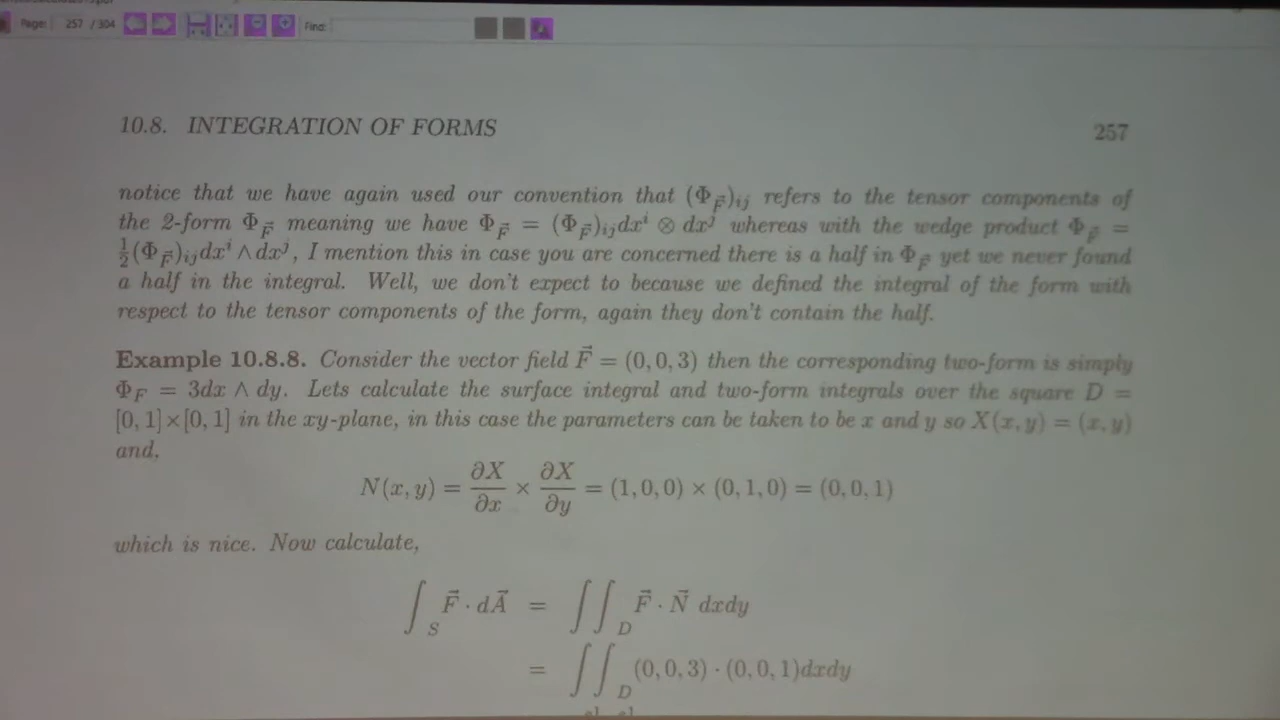 Page: 257 / 304 Find:
10.8. INTEGRATION OF FORMS 257
notice that we have again used our convention that (Φ_F⃗)ij refers to the tensor components of
the 2-form Φ_F⃗ meaning we have Φ_F⃗ = (Φ_F⃗)ij dx^i ⊗ dx^j whereas with the wedge product Φ_F⃗ =
½(Φ_F⃗)ij dx^i ∧ dx^j, I mention this in case you are concerned there is a half in Φ_F⃗ yet we never found
a half in the integral. Well, we don't expect to because we defined the integral of the form with
respect to the tensor components of the form, again they don't contain the half.
Example 10.8.8. Consider the vector field F⃗ = (0, 0, 3) then the corresponding two-form is simply
Φ_F = 3dx ∧ dy. Lets calculate the surface integral and two-form integrals over the square D =
[0, 1]×[0, 1] in the xy-plane, in this case the parameters can be taken to be x and y so X(x, y) = (x, y)
and,
N(x, y) = ∂X/∂x × ∂X/∂y = (1, 0, 0) × (0, 1, 0) = (0, 0, 1)
which is nice. Now calculate,
∫_S F⃗ · dA⃗ = ∫∫_D F⃗ · N⃗ dxdy
= ∫∫_D (0, 0, 3) · (0, 0, 1)dxdy